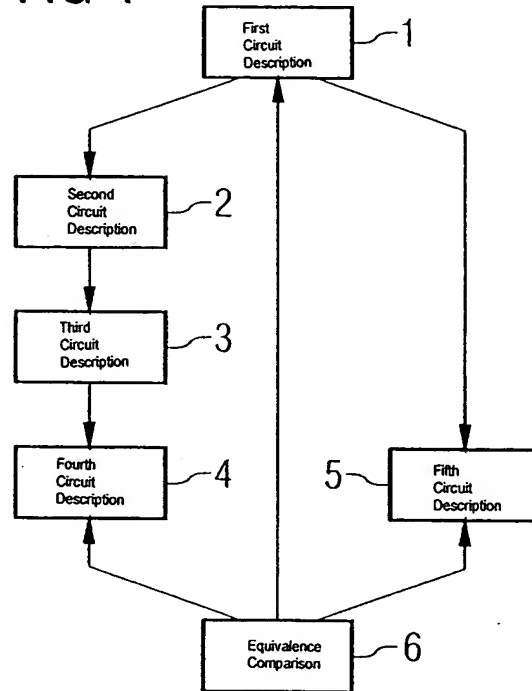 First
Circuit
Description
1
Second
Circuit
Description
2
Third
Circuit
Description
3
Fourth
Circuit
Description
4
5
Fifth
Circuit
Description
Equivalence
Comparison
6